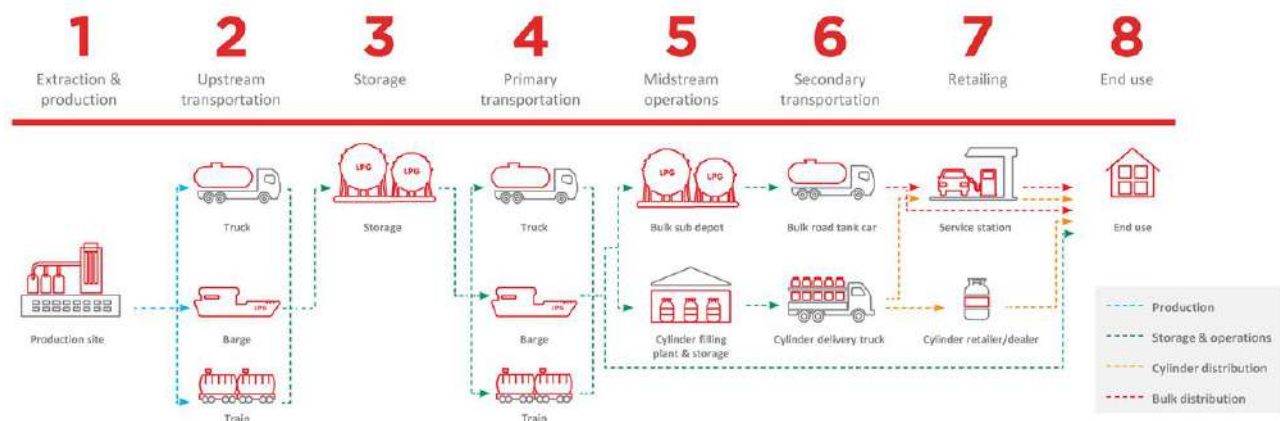 1
2
3
4
5
6
7
8
Extraction &
production
Upstream
transportation
Storage
Primary
transportation
Midstream
operations
Secondary
transportation
Retailing
End use
LPG
LPG
LPG
LPG
Truck
Storage
Truck
Bulk sub depot
Bulk road tank car
Service station
End use
LPG
LPG
Production site
Barge
Barge
Cylinder filling
plant & storage
Cylinder delivery truck
Cylinder retailer/dealer
Train
Train
Production
Storage & operations
Cylinder distribution
Bulk distribution